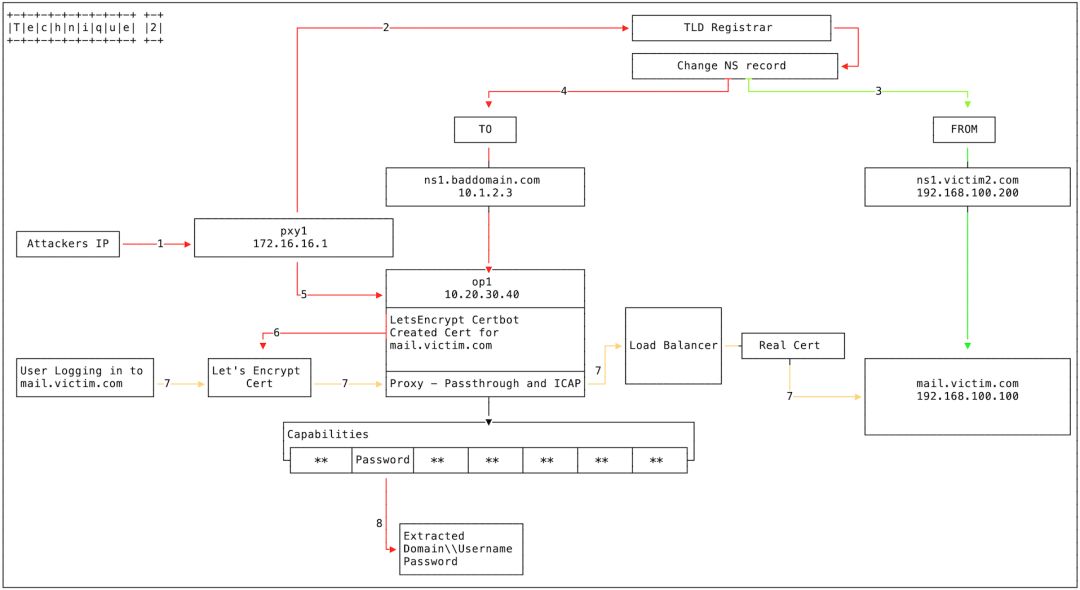 +-+-+-+-+-+-+-+-+-+ +-+
|T|e|c|h|n|i|q|u|e| |2|
+-+-+-+-+-+-+-+-+-+ +-+
2
TLD Registrar
Change NS record
4
3
TO
FROM
ns1.baddomain.com
10.1.2.3
ns1.victim2.com
192.168.100.200
Attackers IP
1
pxy1
172.16.16.1
op1
10.20.30.40
5
LetsEncrypt Certbot
Created Cert for
mail.victim.com
6
Load Balancer
Real Cert
User Logging in to
mail.victim.com
7
Let's Encrypt
Cert
7
Proxy – Passthrough and ICAP
7
7
mail.victim.com
192.168.100.100
Capabilities
** Password ** ** ** ** **
8
Extracted
Domain\\Username
Password